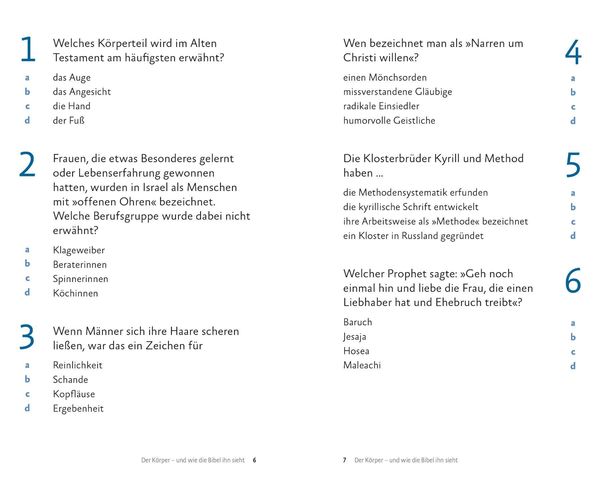 1
Welches Körperteil wird im Alten
Testament am häufigsten erwähnt?
a das Auge
b das Angesicht
c die Hand
d der Fuß
2
Frauen, die etwas Besonderes gelernt
oder Lebenserfahrung gewonnen
hatten, wurden in Israel als Menschen
mit »offenen Ohren« bezeichnet.
Welche Berufsgruppe wurde dabei nicht
erwähnt?
a Klageweiber
b Beraterinnen
c Spinnerinnen
d Köchinnen
3
Wenn Männer sich ihre Haare scheren
ließen, war das ein Zeichen für
a Reinlichkeit
b Schande
c Kopfläuse
d Ergebenheit
Der Körper – und wie die Bibel ihn sieht 6
Wen bezeichnet man als »Narren um
Christi willen«?
4
einen Mönchsorden a
missverstandene Gläubige b
radikale Einsiedler c
humorvolle Geistliche d
Die Klosterbrüder Kyrill und Method
haben ...
5
die Methodensystematik erfunden a
die kyrillische Schrift entwickelt b
ihre Arbeitsweise als »Methode« bezeichnet c
ein Kloster in Russland gegründet d
Welcher Prophet sagte: »Geh noch
einmal hin und liebe die Frau, die einen
Liebhaber hat und Ehebruch treibt«?
6
Baruch a
Jesaja b
Hosea c
Maleachi d
7 Der Körper – und wie die Bibel ihn sieht